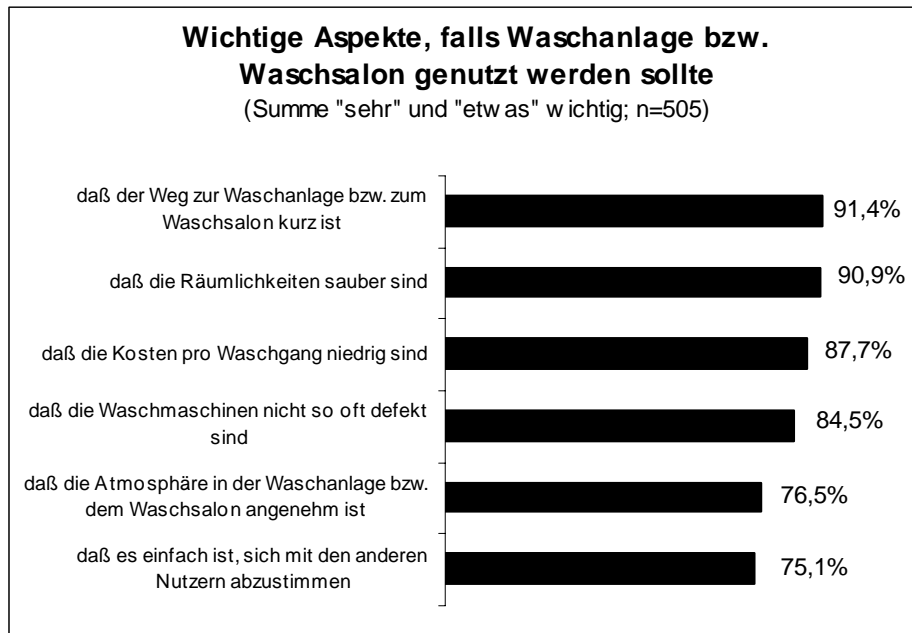 Wichtige Aspekte, falls Waschanlage bzw.
Waschsalon genutzt werden sollte
(Summe "sehr" und "etwas" wichtig; n=505)
daß der Weg zur Waschanlage bzw. zum
Waschsalon kurz ist
91,4%
daß die Räumlichkeiten sauber sind
90,9%
daß die Kosten pro Waschgang niedrig sind
87,7%
daß die Waschmaschinen nicht so oft defekt
sind
84,5%
daß die Atmosphäre in der Waschanlage bzw.
dem Waschsalon angenehm ist
76,5%
daß es einfach ist, sich mit den anderen
Nutzern abzustimmen
75,1%